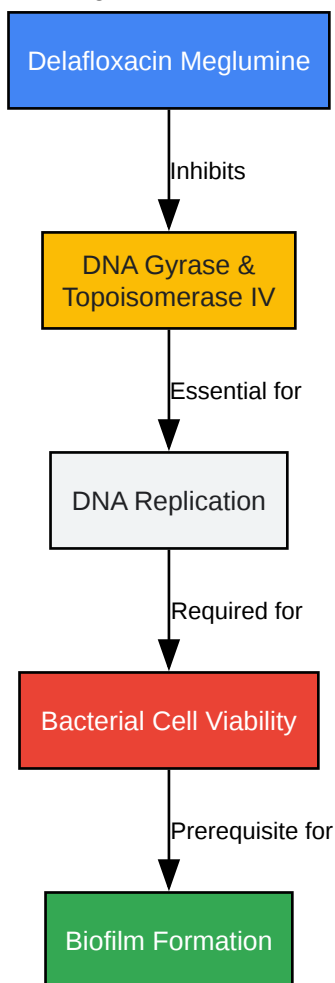 Delafloxacin Meglumine
Inhibits
DNA Gyrase &
Topoisomerase IV
Essential for
DNA Replication
Required for
Bacterial Cell Viability
Prerequisite for
Biofilm Formation